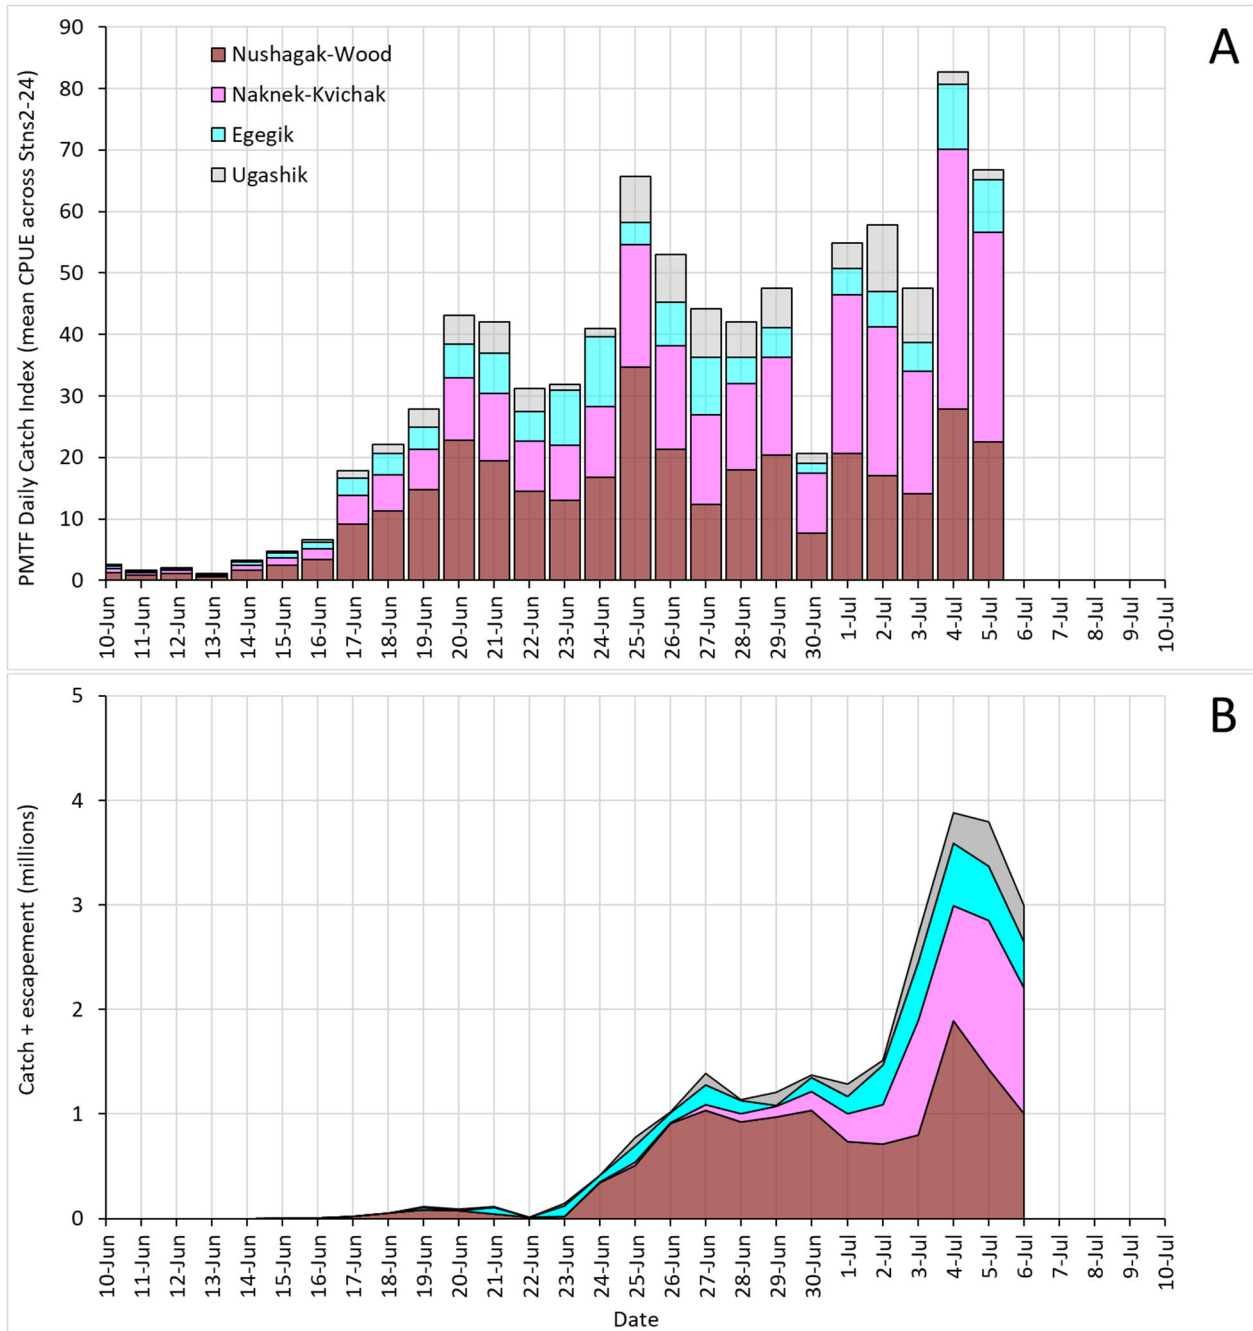 A
PMTF Daily Catch Index (mean CPUE across Stns2-24)
90
80
70
60
50
40
30
20
10
0
Nushagak-Wood
Naknek-Kvichak
Egegik
Ugashik
10-Jun
11-Jun
12-Jun
13-Jun
14-Jun
15-Jun
16-Jun
17-Jun
18-Jun
19-Jun
20-Jun
21-Jun
22-Jun
23-Jun
24-Jun
25-Jun
26-Jun
27-Jun
28-Jun
29-Jun
30-Jun
1-Jul
2-Jul
3-Jul
4-Jul
5-Jul
6-Jul
7-Jul
8-Jul
9-Jul
10-Jul
B
Catch + escapement (millions)
5
4
3
2
1
0
10-Jun
11-Jun
12-Jun
13-Jun
14-Jun
15-Jun
16-Jun
17-Jun
18-Jun
19-Jun
20-Jun
21-Jun
22-Jun
23-Jun
24-Jun
25-Jun
26-Jun
27-Jun
28-Jun
29-Jun
30-Jun
1-Jul
2-Jul
3-Jul
4-Jul
5-Jul
6-Jul
7-Jul
8-Jul
9-Jul
10-Jul
Date